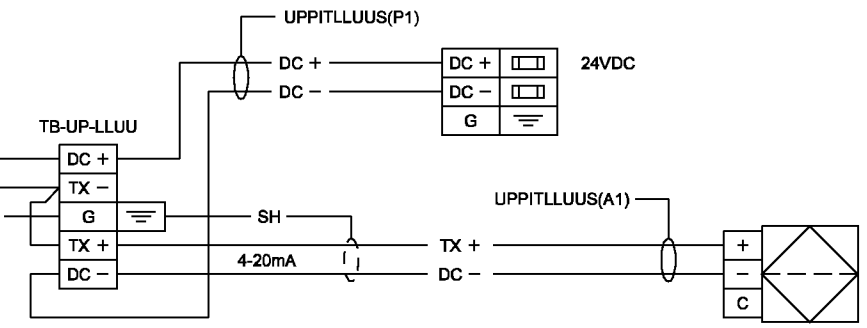 UPPITLLUUS(P1)
DC +
DC -
DC +
DC -
G
24VDC
TB-UP-LLUU
DC +
TX -
G
TX +
DC -
SH
4-20mA
TX +
DC -
UPPITLLUUS(A1)
+
-
C